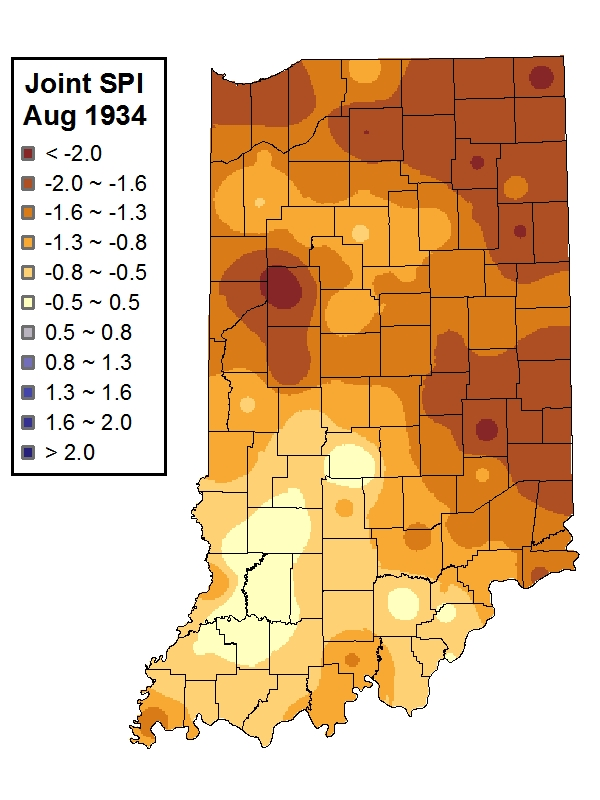 Joint SPI
Aug 1934
< -2.0
-2.0 ~ -1.6
-1.6 ~ -1.3
-1.3 ~ -0.8
-0.8 ~ -0.5
-0.5 ~ 0.5
0.5 ~ 0.8
0.8 ~ 1.3
1.3 ~ 1.6
1.6 ~ 2.0
> 2.0